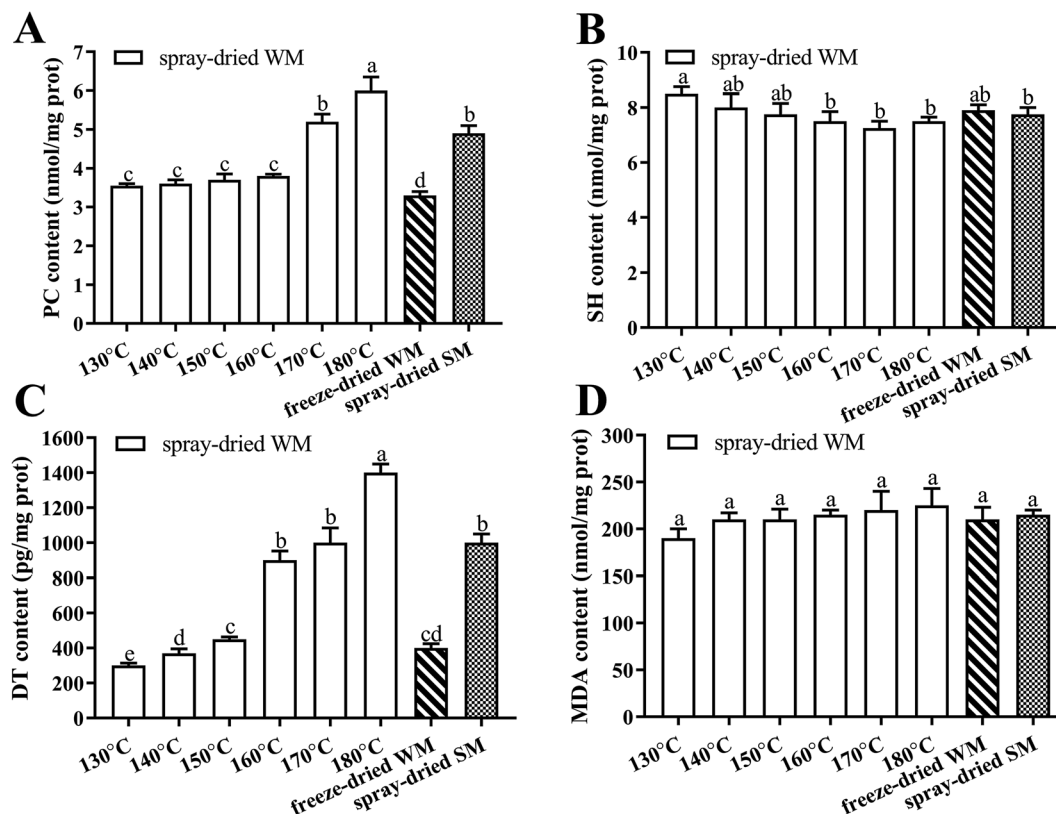 A
spray-dried WM
PC content (nmol/mg prot)
7
6
5
4
3
2
1
0
c
c
c
c
b
a
d
b
130°C
140°C
150°C
160°C
170°C
180°C
freeze-dried WM
spray-dried SM
B
spray-dried WM
SH content (nmol/mg prot)
10
8
6
4
2
0
a
ab
ab
b
b
b
ab
b
130°C
140°C
150°C
160°C
170°C
180°C
freeze-dried WM
spray-dried SM
C
spray-dried WM
DT content (pg/mg prot)
1600
1400
1200
1000
800
600
400
200
0
e
d
c
b
b
a
cd
b
130°C
140°C
150°C
160°C
170°C
180°C
freeze-dried WM
spray-dried SM
D
spray-dried WM
MDA content (nmol/mg prot)
300
250
200
150
100
50
0
a
a
a
a
a
a
a
a
130°C
140°C
150°C
160°C
170°C
180°C
freeze-dried WM
spray-dried SM